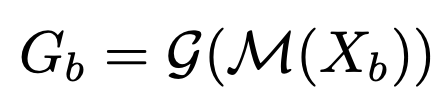 G_b = 𝒢(ℳ(X_b))